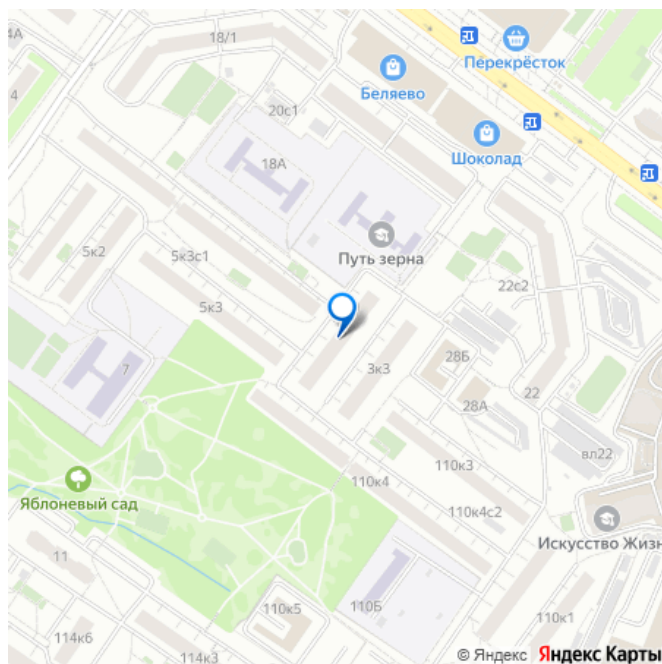 4А
18/1
Перекрёсток
4
Беляево
20с1
Шоколад
18А
Путь зерна
5к2
5к3с1
22с2
5к3
28Б
7
3к3
28А
22
вл22
110к3
110к4
Яблоневый сад
110к4с2
Искусство Жизн
11
110к5
110Б
110к1
114к6
114к3
© Яндекс Яндекс Карты